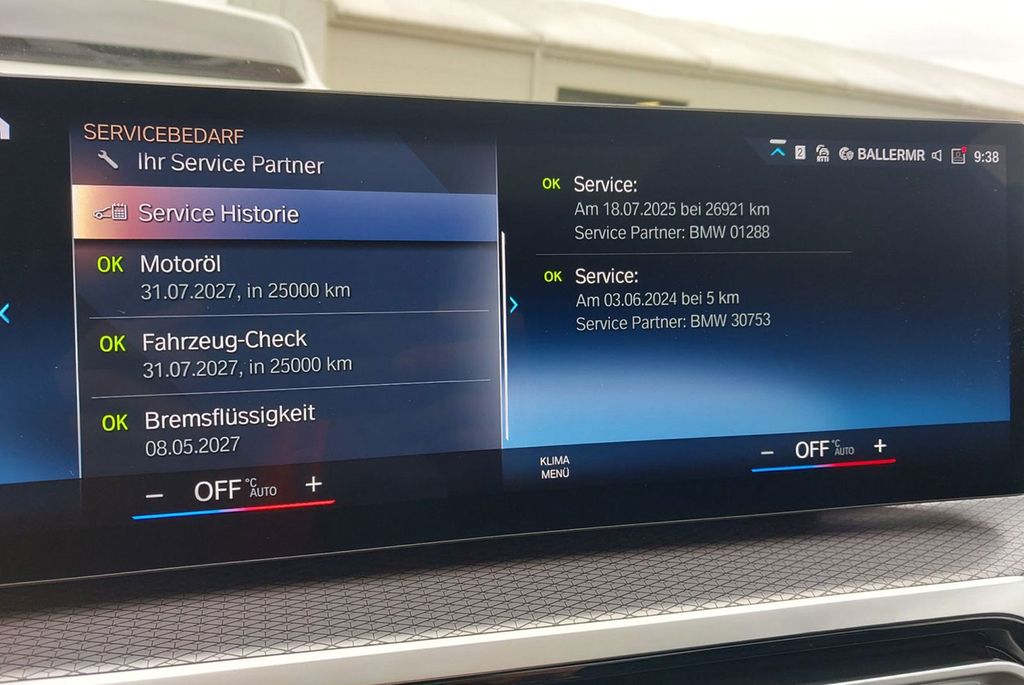 SERVICEBEDARF
Ihr Service Partner
Service Historie
OK Motoröl
31.07.2027, in 25000 km
OK Fahrzeug-Check
31.07.2027, in 25000 km
OK Bremsflüssigkeit
08.05.2027
− OFF °C AUTO +
2 RTTI BALLERMR 9:38
OK Service:
Am 18.07.2025 bei 26921 km
Service Partner: BMW 01288
OK Service:
Am 03.06.2024 bei 5 km
Service Partner: BMW 30753
KLIMA
MENÜ
− OFF °C AUTO +